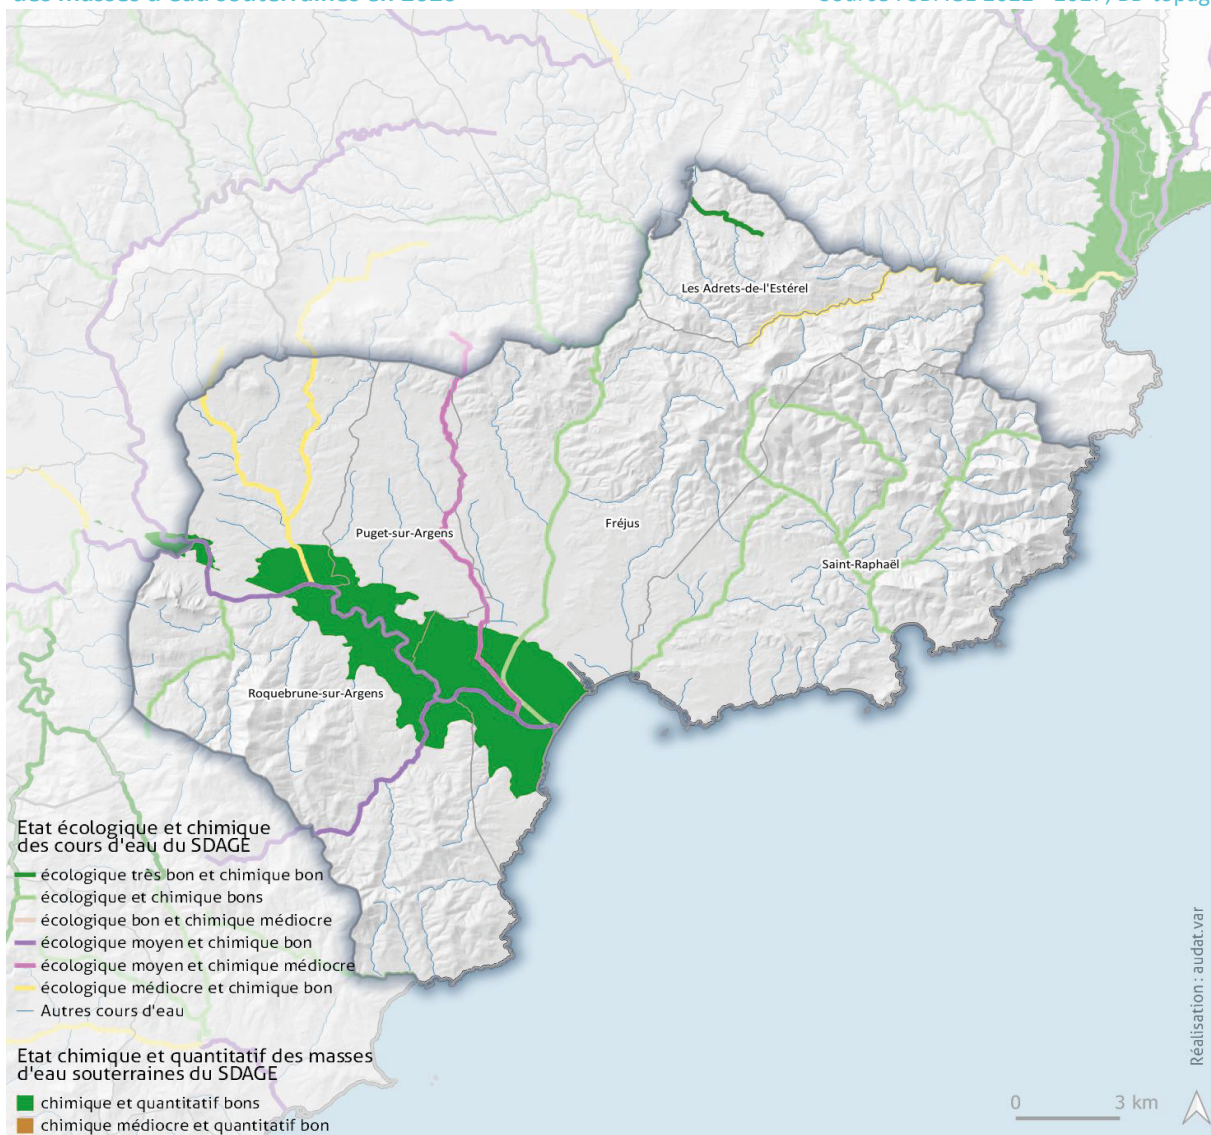 Les Adrets-de-l'Estérel
Puget-sur-Argens
Fréjus
Saint-Raphaël
Roquebrune-sur-Argens
Etat écologique et chimique
des cours d'eau du SDAGE
écologique très bon et chimique bon
écologique et chimique bons
écologique bon et chimique médiocre
écologique moyen et chimique bon
écologique moyen et chimique médiocre
écologique médiocre et chimique bon
Autres cours d'eau
Etat chimique et quantitatif des masses
d'eau souterraines du SDAGE
chimique et quantitatif bons
chimique médiocre et quantitatif bon
0 3 km
Réalisation : audat.var